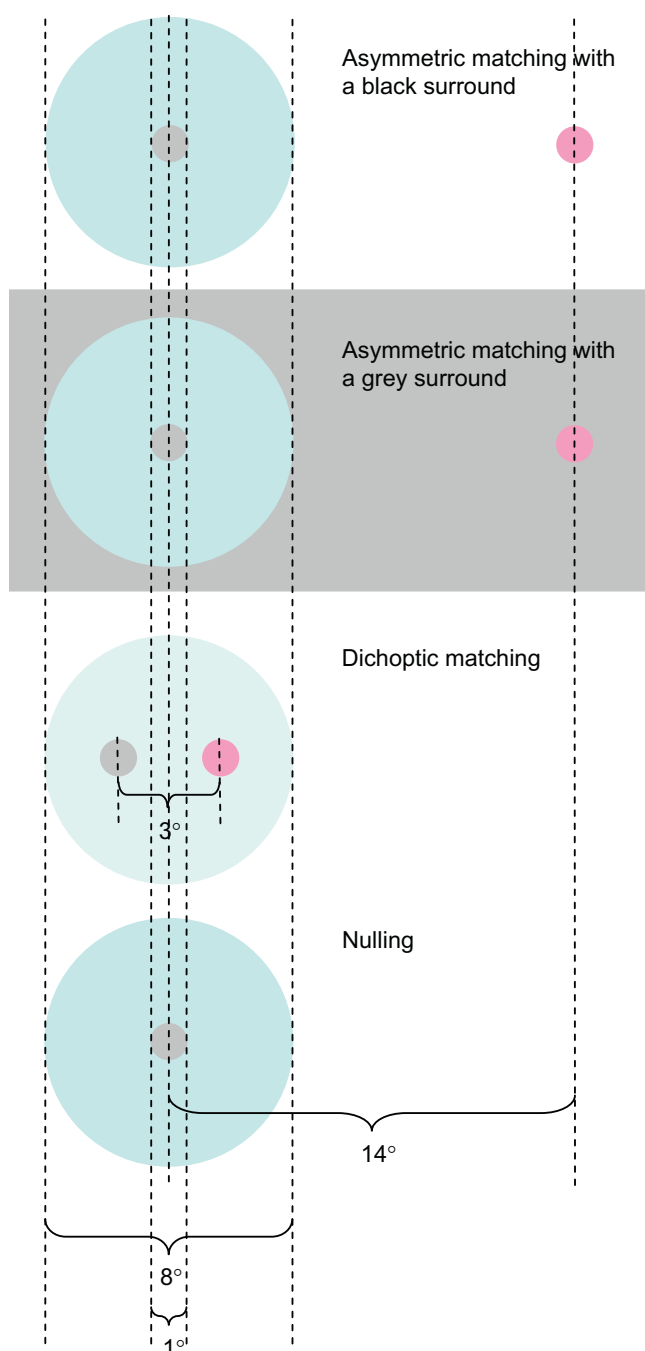 Asymmetric matching with
a black surround
Asymmetric matching with
a grey surround
Dichoptic matching
3°
Nulling
14°
8°
1°